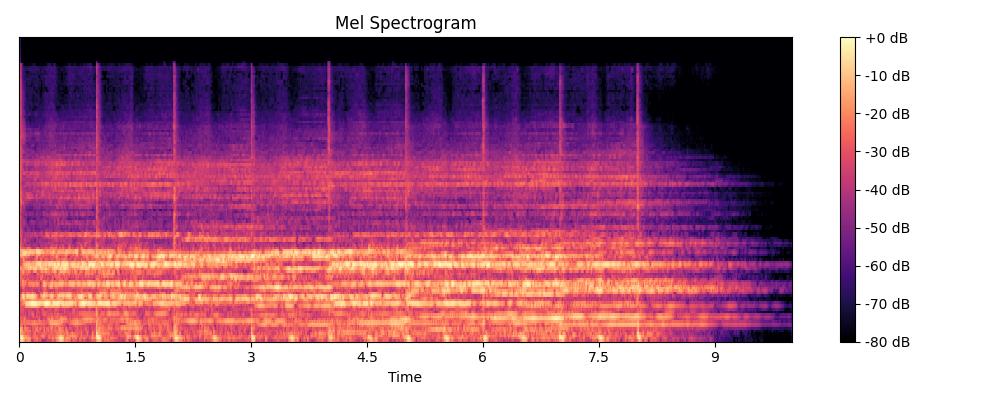 Mel Spectrogram
+0 dB
-10 dB
-20 dB
-30 dB
-40 dB
-50 dB
-60 dB
-70 dB
-80 dB
0 1.5 3 4.5 6 7.5 9
Time